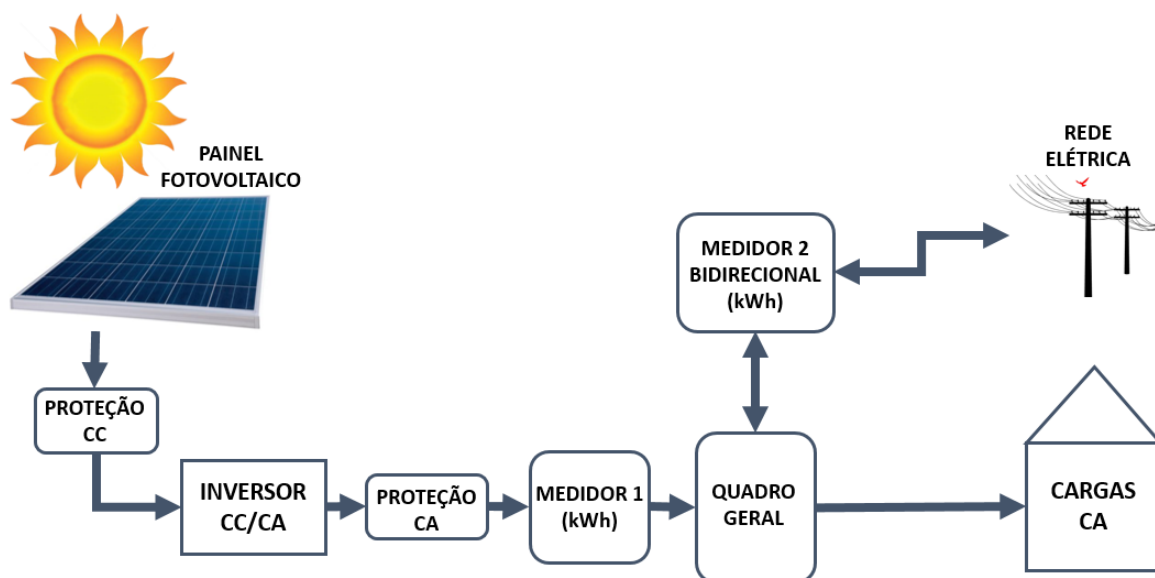 PAINEL
FOTOVOLTAICO
REDE
ELÉTRICA
MEDIDOR 2
BIDIRECIONAL
(kWh)
PROTEÇÃO
CC
INVERSOR
CC/CA
PROTEÇÃO
CA
MEDIDOR 1
(kWh)
QUADRO
GERAL
CARGAS
CA